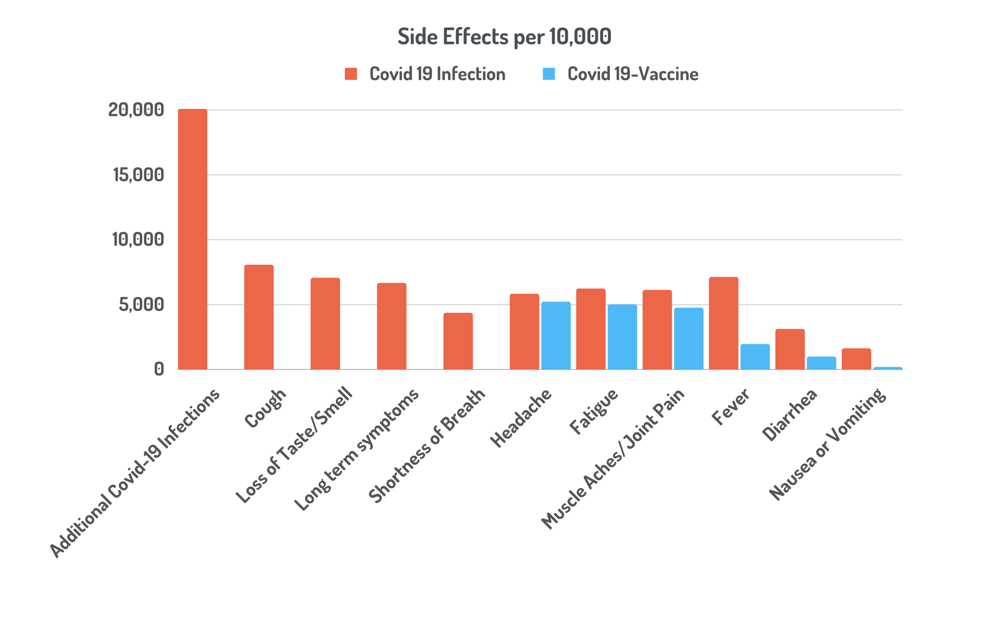 Side Effects per 10,000
Covid 19 Infection
Covid 19-Vaccine
20,000
15,000
10,000
5,000
0
Additional Covid-19 Infections
Cough
Loss of Taste/Smell
Long term symptoms
Shortness of Breath
Headache
Fatigue
Muscle Aches/Joint Pain
Fever
Diarrhea
Nausea or Vomiting